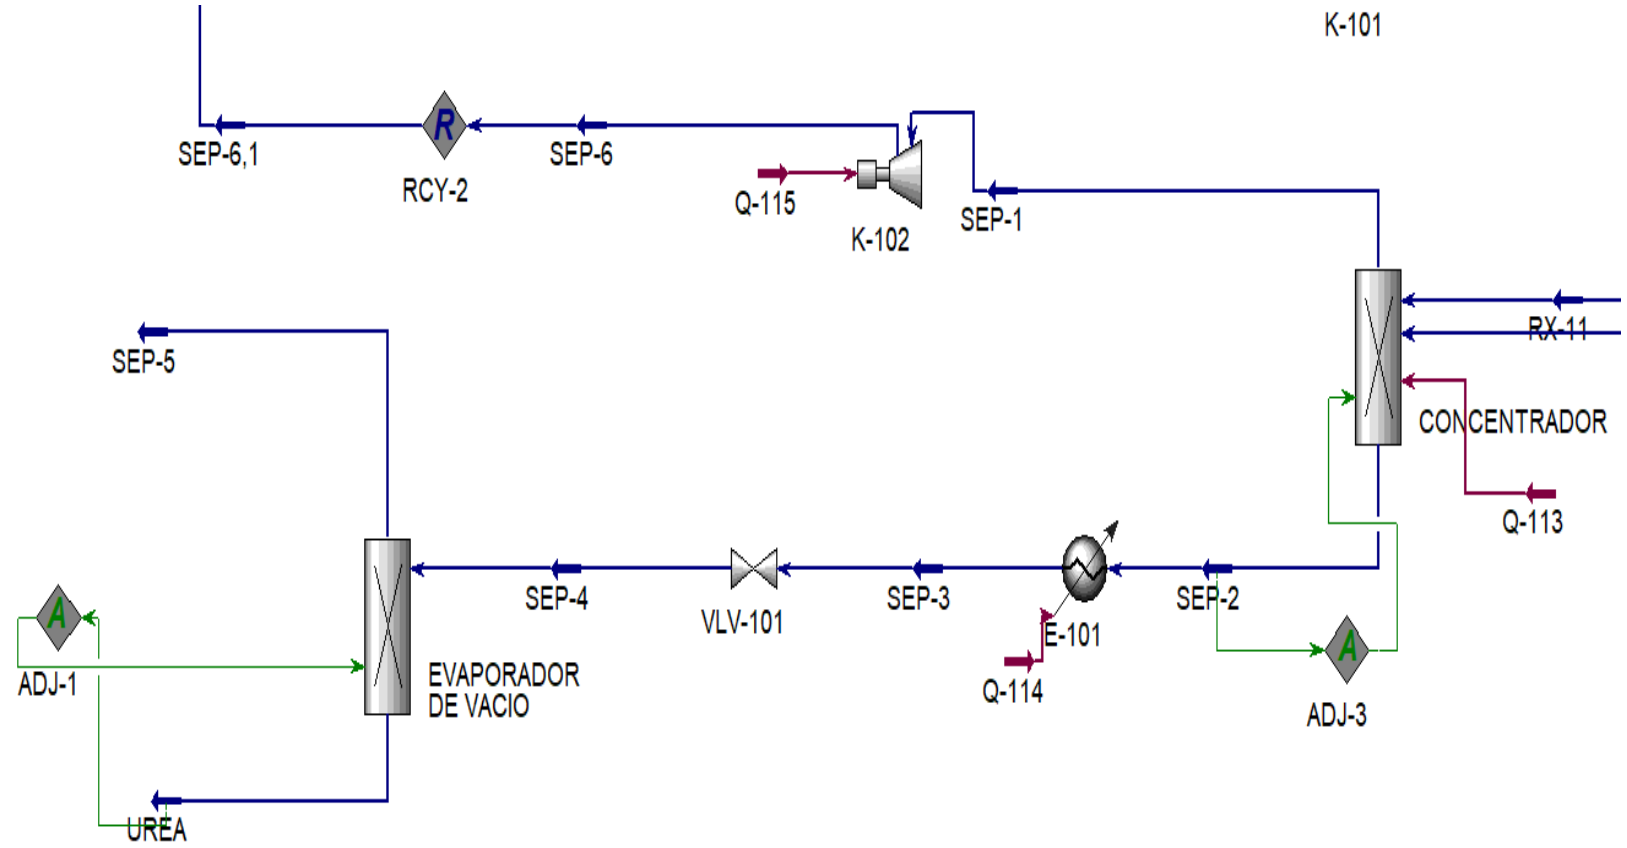 K-101
R
SEP-6,1
SEP-6
RCY-2
Q-115
SEP-1
K-102
SEP-5
RX-11
CONCENTRADOR
Q-113
SEP-4
SEP-3
SEP-2
VLV-101
E-101
A
ADJ-1
EVAPORADOR
DE VACIO
Q-114
A
ADJ-3
UREA